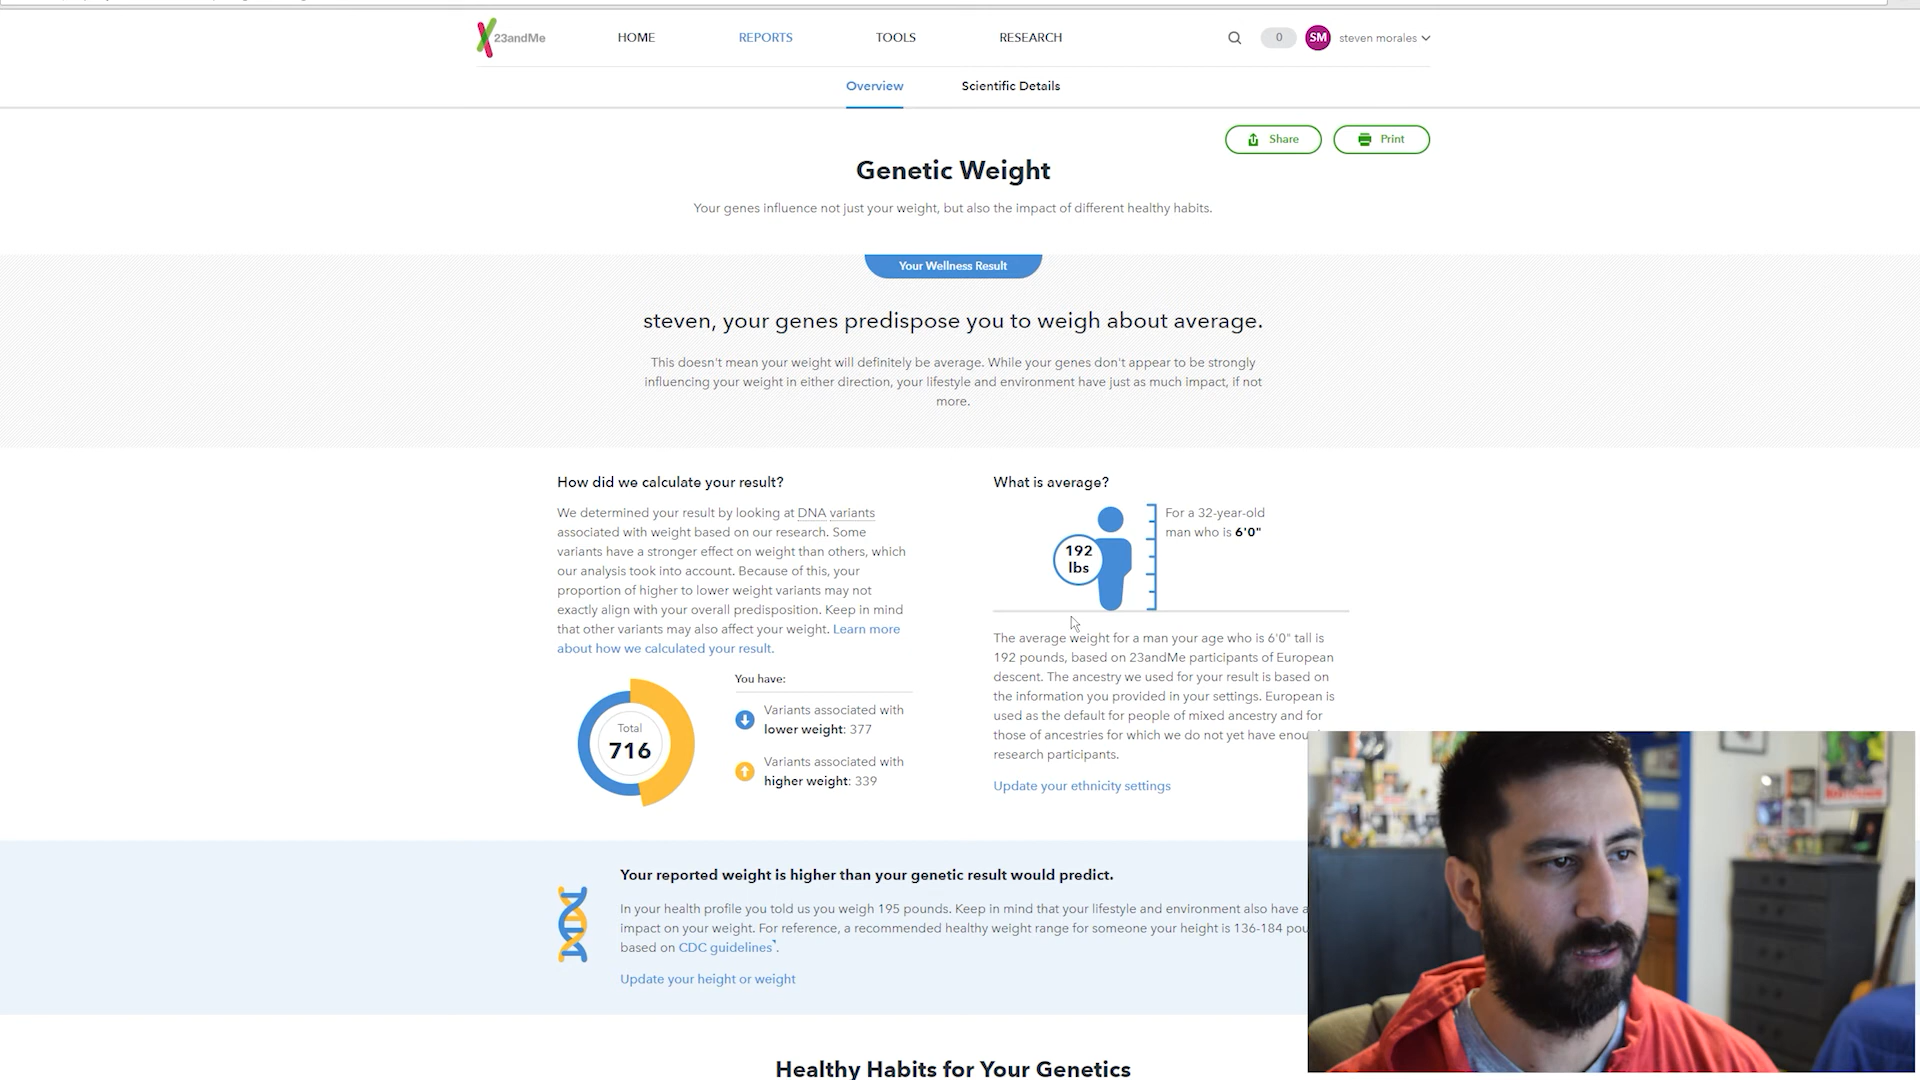 23andMe
HOME
REPORTS
TOOLS
RESEARCH
0
SM
steven morales
Overview
Scientific Details
Share
Print
Genetic Weight
Your genes influence not just your weight, but also the impact of different healthy habits.
Your Wellness Result
steven, your genes predispose you to weigh about average.
This doesn't mean your weight will definitely be average. While your genes don't appear to be strongly
influencing your weight in either direction, your lifestyle and environment have just as much impact, if not
more.
How did we calculate your result?
We determined your result by looking at DNA variants
associated with weight based on our research. Some
variants have a stronger effect on weight than others, which
our analysis took into account. Because of this, your
proportion of higher to lower weight variants may not
exactly align with your overall predisposition. Keep in mind
that other variants may also affect your weight. Learn more
about how we calculated your result.
Total
716
You have:
Variants associated with
lower weight: 377
Variants associated with
higher weight: 339
What is average?
192
lbs
For a 32-year-old
man who is 6'0"
The average weight for a man your age who is 6'0" tall is
192 pounds, based on 23andMe participants of European
descent. The ancestry we used for your result is based on
the information you provided in your settings. European is
used as the default for people of mixed ancestry and for
those of ancestries for which we do not yet have enou
research participants.
Update your ethnicity settings
Your reported weight is higher than your genetic result would predict.
In your health profile you told us you weigh 195 pounds. Keep in mind that your lifestyle and environment also have a
impact on your weight. For reference, a recommended healthy weight range for someone your height is 136-184 pou
based on CDC guidelines.
Update your height or weight
Healthy Habits for Your Genetics